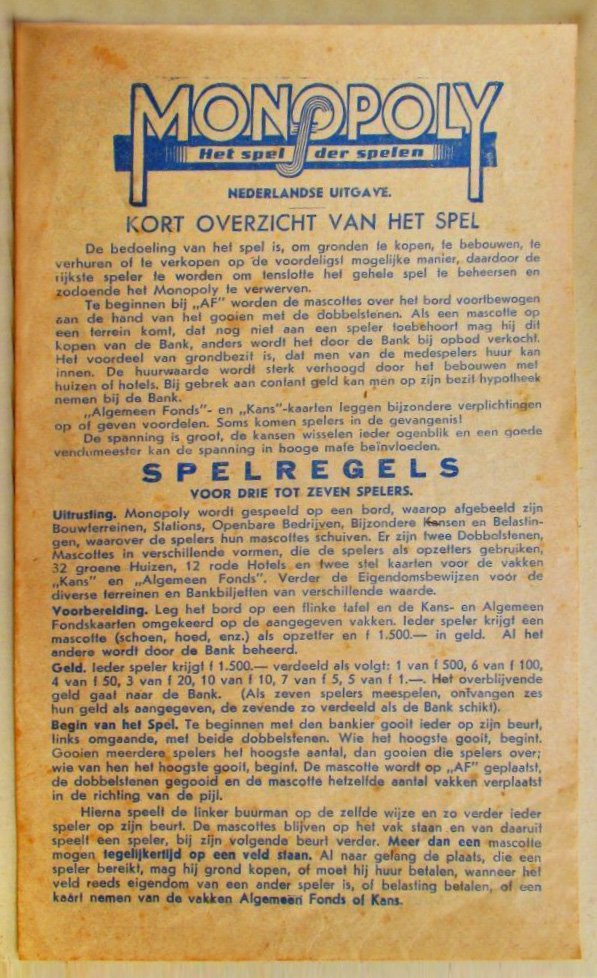 MONOPOLY
Het spel der spelen
NEDERLANDSE UITGAVE.
KORT OVERZICHT VAN HET SPEL
De bedoeling van het spel is, om gronden te kopen, te bebouwen, te
verhuren of te verkopen op de voordeligst mogelijke manier, daardoor de
rijkste speler te worden om tenslotte het gehele spel te beheersen en
zodoende het Monopoly te verwerven.
Te beginnen bij „AF" worden de mascottes over het bord voortbewogen
aan de hand van het gooien met de dobbelstenen. Als een mascotte op
een terrein komt, dat nog niet aan een speler toebehoort mag hij dit
kopen van de Bank, anders wordt het door de Bank bij opbod verkocht.
Het voordeel van grondbezit is, dat men van de medespelers huur kan
innen. De huurwaarde wordt sterk verhoogd door het bebouwen met
huizen of hotels. Bij gebrek aan contant geld kan men op zijn bezit hypotheek
nemen bij de Bank.
„Algemeen Fonds"- en „Kans"-kaarten leggen bijzondere verplichtingen
op of geven voordelen. Soms komen spelers in de gevangenis!
De spanning is groot, de kansen wisselen ieder ogenblik en een goede
vendumeester kan de spanning in hooge mate beïnvloeden.
SPELREGELS
VOOR DRIE TOT ZEVEN SPELERS.
Uitrusting. Monopoly wordt gespeeld op een bord, waarop afgebeeld zijn
Bouwterreinen, Stations, Openbare Bedrijven, Bijzondere Kansen en Belastin-
gen, waarover de spelers hun mascottes schuiven. Er zijn twee Dobbelstenen,
Mascottes in verschillende vormen, die de spelers als opzetters gebruiken,
32 groene Huizen, 12 rode Hotels en twee stel kaarten voor de vakken
„Kans" en „Algemeen Fonds". Verder de Eigendomsbewijzen voor de
diverse terreinen en Bankbiljetten van verschillende waarde.
Voorbereiding. Leg het bord op een flinke tafel en de Kans- en Algemeen
Fondskaarten omgekeerd op de aangegeven vakken. Ieder speler krijgt een
mascotte (schoen, hoed, enz.) als opzetter en f 1.500.— in geld. Al het
andere wordt door de Bank beheerd.
Geld. Ieder speler krijgt f 1.500.— verdeeld als volgt: 1 van f 500, 6 van f 100,
4 van f 50, 3 van f 20, 10 van f 10, 7 van f 5, 5 van f 1.—. Het overblijvende
geld gaat naar de Bank. (Als zeven spelers meespelen, ontvangen zes
hun geld als aangegeven, de zevende zo verdeeld als de Bank schikt).
Begin van het Spel. Te beginnen met den bankier gooit ieder op zijn beurt,
links omgaande, met beide dobbelstenen. Wie het hoogste gooit, begint.
Gooien meerdere spelers het hoogste aantal, dan gooien die spelers over;
wie van hen het hoogste gooit, begint. De mascotte wordt op „AF" geplaatst,
de dobbelstenen gegooid en de mascotte hetzelfde aantal vakken verplaatst
in de richting van de pijl.
Hierna speelt de linker buurman op de zelfde wijze en zo verder ieder
speler op zijn beurt. De mascottes blijven op het vak staan en van daaruit
speelt een speler, bij zijn volgende beurt verder. Meer dan een mascotte
mogen tegelijkertijd op een veld staan. Al naar gelang de plaats, die een
speler bereikt, mag hij grond kopen, of moet hij huur betalen, wanneer het
veld reeds eigendom van een ander speler is, of belasting betalen, of een
kaart nemen van de vakken Algemeen Fonds of Kans.